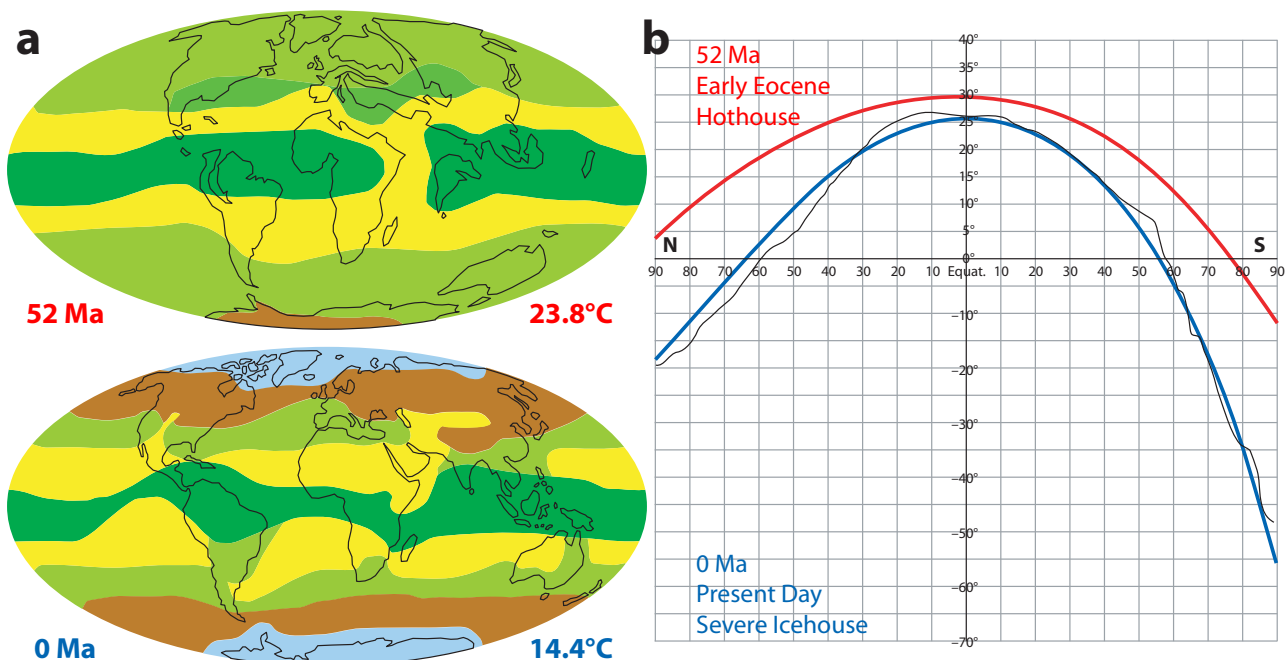 a
52 Ma
23.8°C
0 Ma
14.4°C
b
52 Ma
Early Eocene
Hothouse
40°
35°
30°
25°
20°
15°
10°
5°
0°
N
S
90 80 70 60 50 40 30 20 10 Equat. 10 20 30 40 50 60 70 80 90
−10°
−20°
−30°
−40°
−50°
−60°
−70°
0 Ma
Present Day
Severe Icehouse